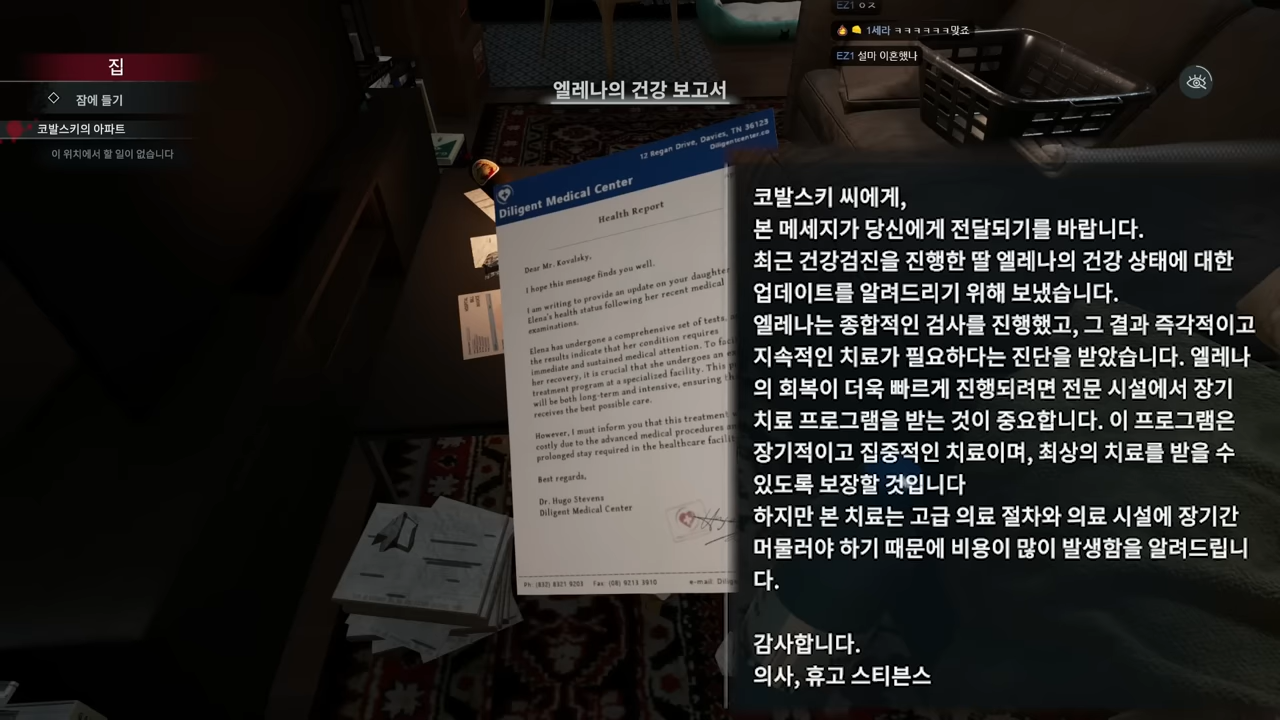 EZ1 ㅇㅈ
1세라 ㅋㅋㅋㅋㅋㅋ맞죠
EZ1 설마 이혼했나
집
잠에 들기
코발스키의 아파트
이 위치에서 할 일이 없습니다
엘레나의 건강 보고서
12 Regan Drive, Davies, TN 36123
Diligentcenter.co
Diligent Medical Center
Health Report
Dear Mr. Kovalsky,
I hope this message finds you well.
I am writing to provide an update on your daughter
Elena's health status following her recent medical
examinations.
Elena has undergone a comprehensive set of tests,
the results indicate that her condition requires
immediate and sustained medical attention. To
her recovery, it is crucial that she undergoes an
treatment program at a specialized facility. This
will be both long-term and intensive, ensuring
receives the best possible care.
However, I must inform you that this treatment
costly due to the advanced medical procedures
prolonged stay required in the healthcare
Best regards,
Dr. Hugo Stevens
Diligent Medical Center
Ph: (632) 8321 9203 Fax: (08) 9213 3910 e-mail:
코발스키 씨에게,
본 메세지가 당신에게 전달되기를 바랍니다.
최근 건강검진을 진행한 딸 엘레나의 건강 상태에 대한
업데이트를 알려드리기 위해 보냈습니다.
엘레나는 종합적인 검사를 진행했고, 그 결과 즉각적이고
지속적인 치료가 필요하다는 진단을 받았습니다. 엘레나
의 회복이 더욱 빠르게 진행되려면 전문 시설에서 장기
치료 프로그램을 받는 것이 중요합니다. 이 프로그램은
장기적이고 집중적인 치료이며, 최상의 치료를 받을 수
있도록 보장할 것입니다
하지만 본 치료는 고급 의료 절차와 의료 시설에 장기간
머물러야 하기 때문에 비용이 많이 발생함을 알려드립니
다.
감사합니다.
의사, 휴고 스티븐스